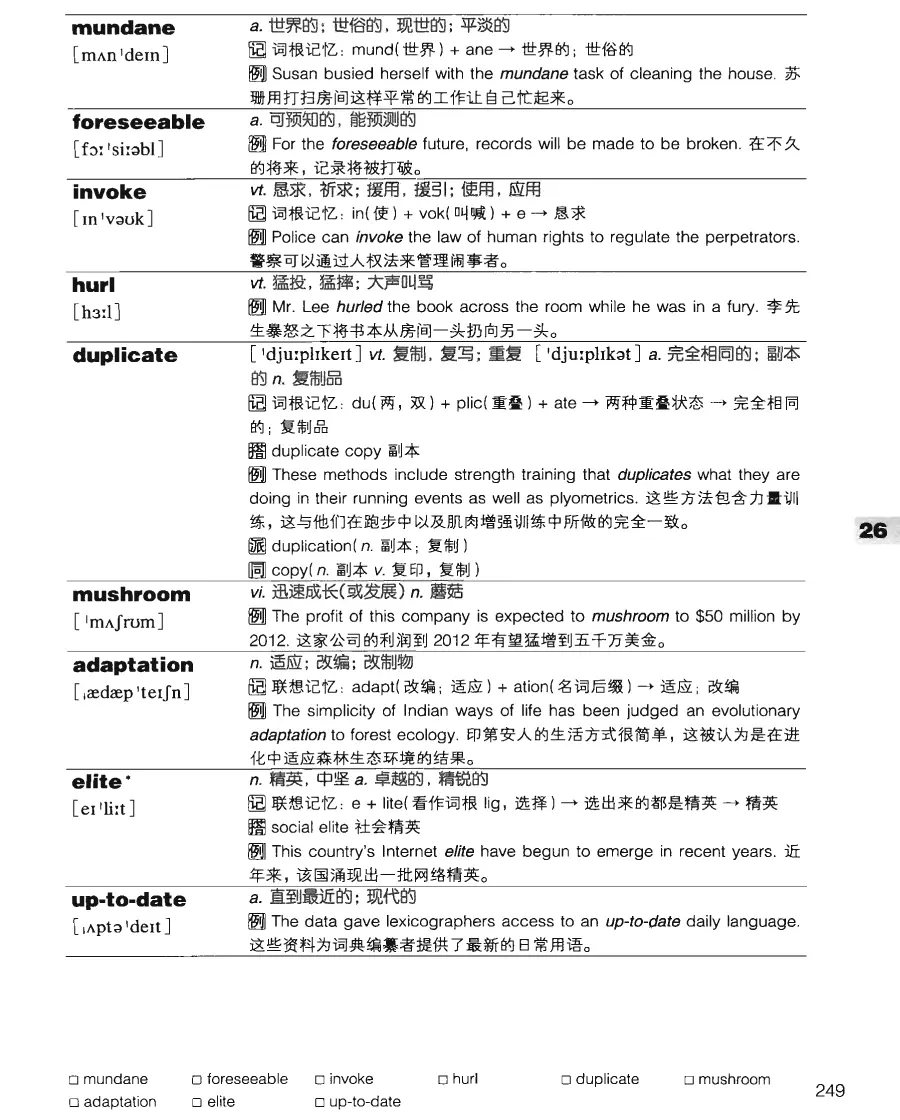 mundane a. 世界的；世俗的，现世的；平淡的
[mʌnˈdeɪn] 记 词根记忆：mund(世界) + ane → 世界的；世俗的
例 Susan busied herself with the mundane task of cleaning the house. 苏
珊用打扫房间这样平常的工作让自己忙起来。
foreseeable a. 可预知的，能预测的
[fɔːˈsiːəbl] 例 For the foreseeable future, records will be made to be broken. 在不久
的将来，记录将被打破。
invoke vt. 恳求，祈求；援用，援引；使用，应用
[ɪnˈvəʊk] 记 词根记忆：in(使) + vok(叫喊) + e → 恳求
例 Police can invoke the law of human rights to regulate the perpetrators.
警察可以通过人权法来管理闹事者。
hurl vt. 猛投，猛摔；大声叫骂
[hɜːl] 例 Mr. Lee hurled the book across the room while he was in a fury. 李先
生暴怒之下将书本从房间一头扔向另一头。
duplicate [ˈdjuːplɪkeɪt] vt. 复制，复写；重复 [ˈdjuːplɪkət] a. 完全相同的；副本
的 n. 复制品
记 词根记忆：du(两，双) + plic(重叠) + ate → 两种重叠状态 → 完全相同
的；复制品
搭 duplicate copy 副本
例 These methods include strength training that duplicates what they are
doing in their running events as well as plyometrics. 这些方法包含力量训
练，这与他们在跑步中以及肌肉增强训练中所做的完全一致。
派 duplication(n. 副本；复制)
同 copy(n. 副本 v. 复印，复制)
26
mushroom vi. 迅速成长(或发展) n. 蘑菇
[ˈmʌʃrʊm] 例 The profit of this company is expected to mushroom to $50 million by
2012. 这家公司的利润到 2012 年有望猛增到五千万美金。
adaptation n. 适应；改编；改制物
[ˌædæpˈteɪʃn] 记 联想记忆：adapt(改编；适应) + ation(名词后缀) → 适应；改编
例 The simplicity of Indian ways of life has been judged an evolutionary
adaptation to forest ecology. 印第安人的生活方式很简单，这被认为是在进
化中适应森林生态环境的结果。
elite* n. 精英，中坚 a. 卓越的，精锐的
[eɪˈliːt] 记 联想记忆：e + lite(看作词根 lig，选择) → 选出来的都是精英 → 精英
搭 social elite 社会精英
例 This country's Internet elite have begun to emerge in recent years. 近
年来，该国涌现出一批网络精英。
up-to-date a. 直到最近的；现代的
[ˌʌptəˈdeɪt] 例 The data gave lexicographers access to an up-to-date daily language.
这些资料为词典编纂者提供了最新的日常用语。
□ mundane □ foreseeable □ invoke □ hurl □ duplicate □ mushroom
□ adaptation □ elite □ up-to-date
249